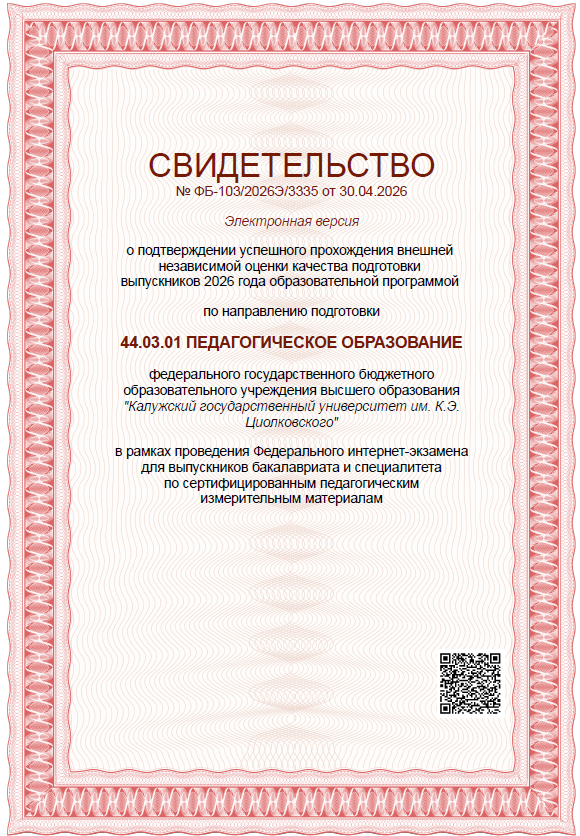 СВИДЕТЕЛЬСТВО
№ ФБ-103/2026Э/3335 от 30.04.2026
Электронная версия
о подтверждении успешного прохождения внешней
независимой оценки качества подготовки
выпускников 2026 года образовательной программой
по направлению подготовки
44.03.01 ПЕДАГОГИЧЕСКОЕ ОБРАЗОВАНИЕ
федерального государственного бюджетного
образовательного учреждения высшего образования
"Калужский государственный университет им. К.Э.
Циолковского"
в рамках проведения Федерального интернет-экзамена
для выпускников бакалавриата и специалитета
по сертифицированным педагогическим
измерительным материалам